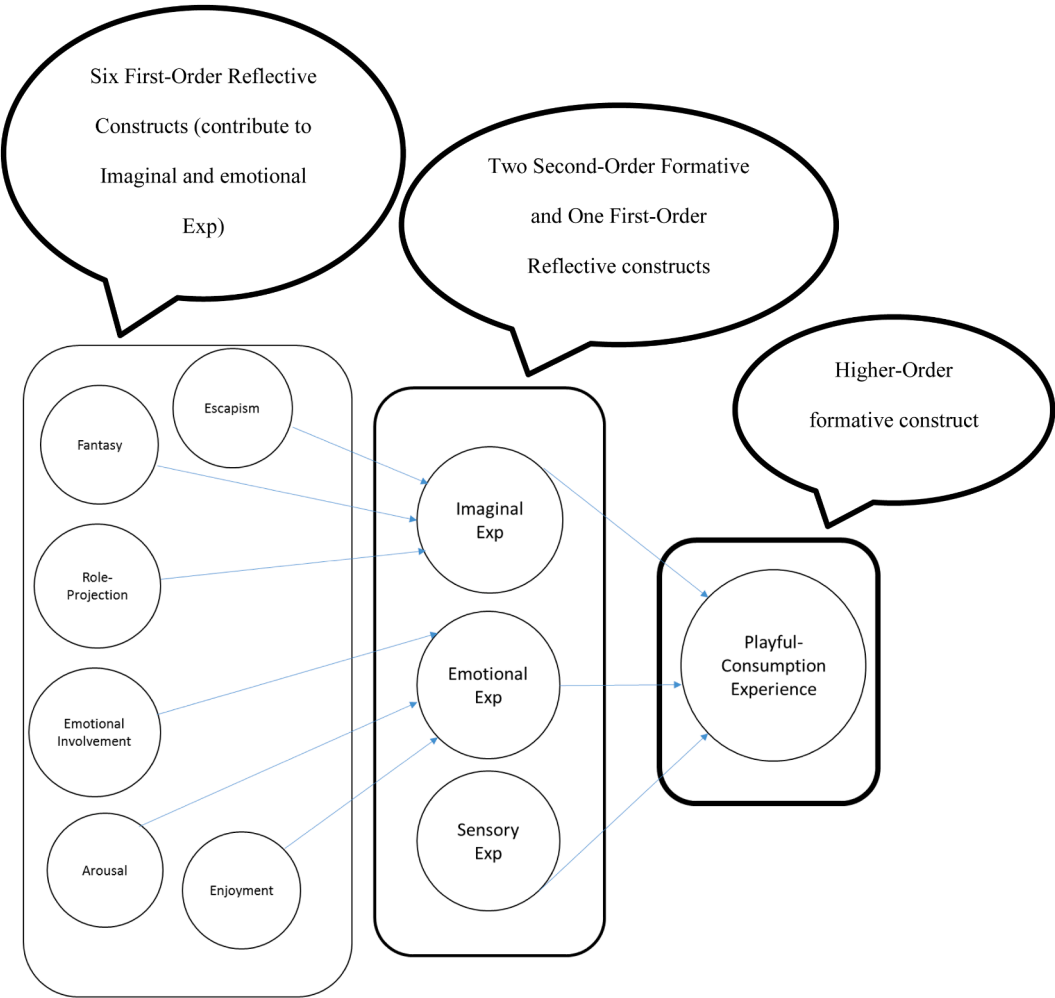 Six First-Order Reflective
Constructs (contribute to
Imaginal and emotional
Exp)
Two Second-Order Formative
and One First-Order
Reflective constructs
Higher-Order
formative construct
Escapism
Fantasy
Role-
Projection
Emotional
Involvement
Arousal
Enjoyment
Imaginal
Exp
Emotional
Exp
Sensory
Exp
Playful-
Consumption
Experience